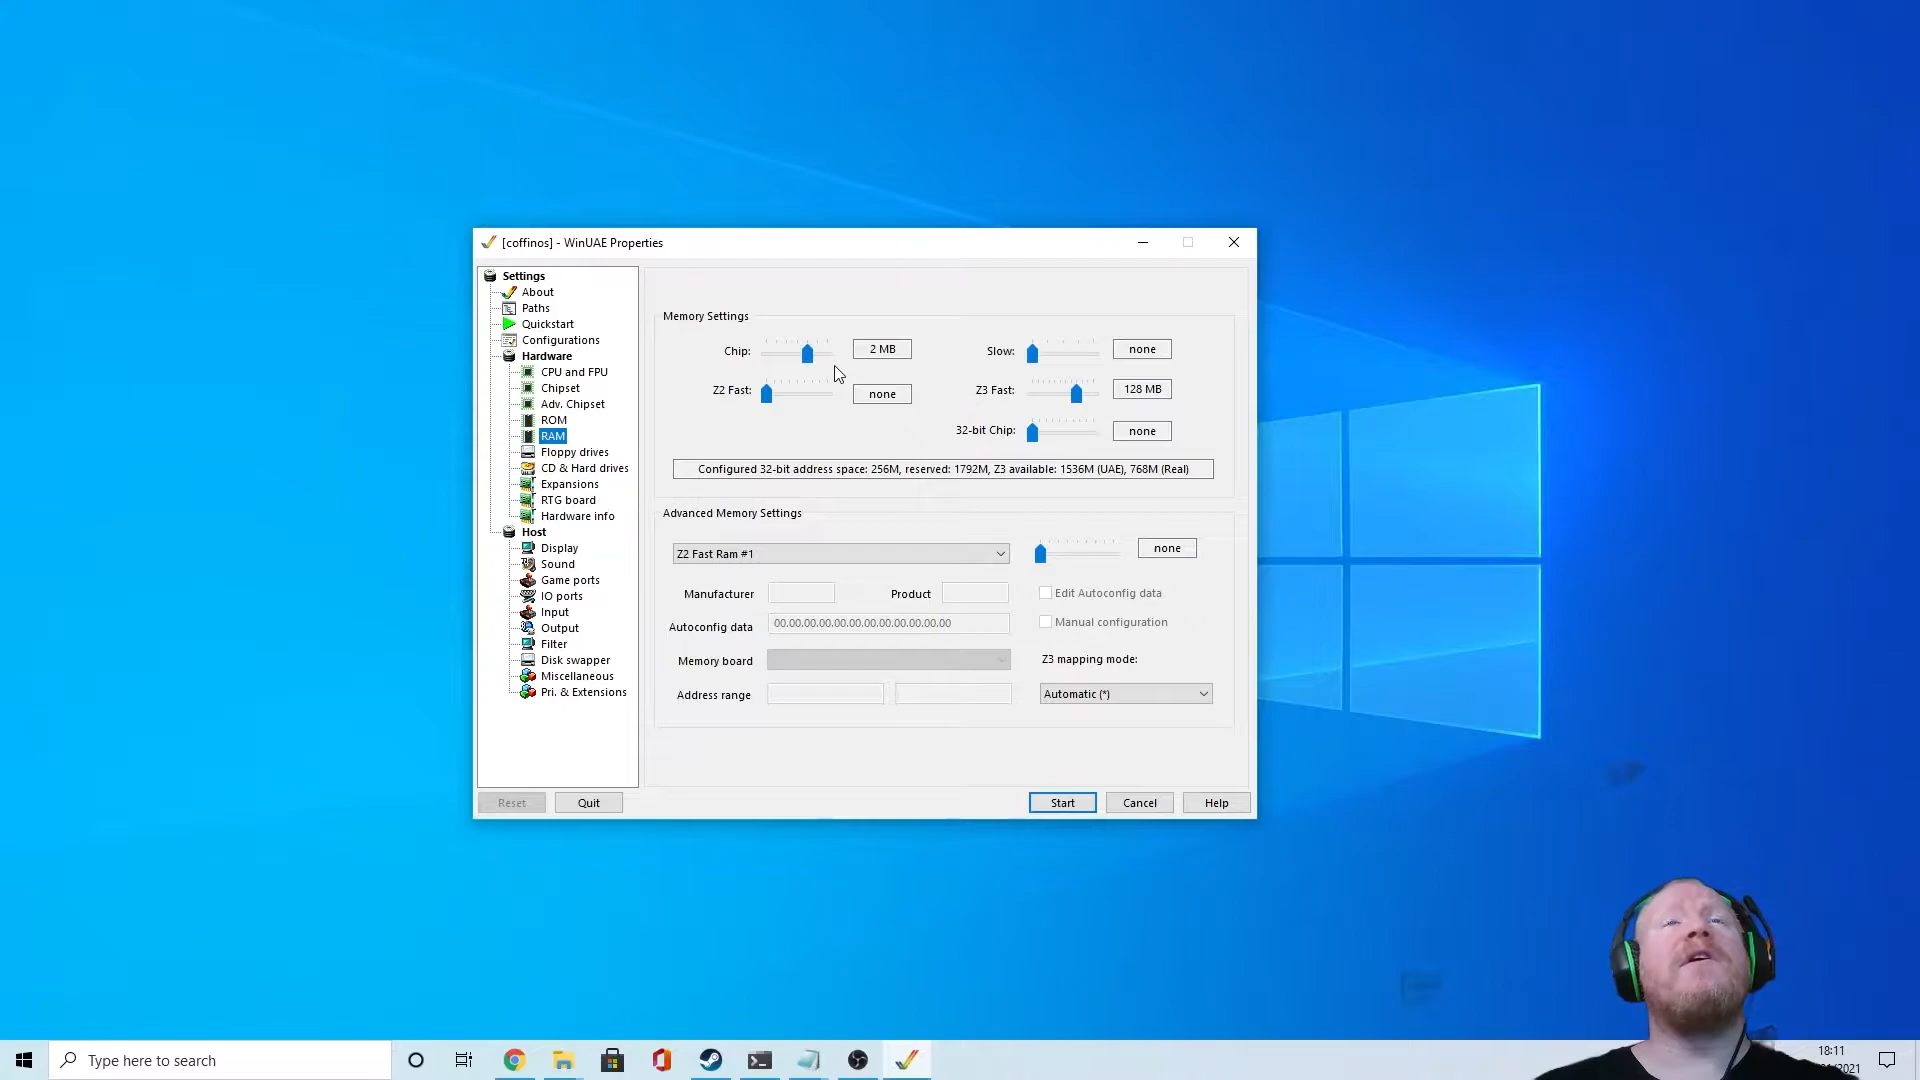 [coffinos] - WinUAE Properties
Settings
About
Paths
Quickstart
Configurations
Hardware
CPU and FPU
Chipset
Adv. Chipset
ROM
RAM
Floppy drives
CD & Hard drives
Expansions
RTG board
Hardware info
Host
Display
Sound
Game ports
IO ports
Input
Output
Filter
Disk swapper
Miscellaneous
Pri. & Extensions
Memory Settings
Chip: 2 MB Slow: none
Z2 Fast: none Z3 Fast: 128 MB
32-bit Chip: none
Configured 32-bit address space: 256M, reserved: 1792M, Z3 available: 1536M (UAE), 768M (Real)
Advanced Memory Settings
Z2 Fast Ram #1 none
Manufacturer Product Edit Autoconfig data
Autoconfig data 00.00.00.00.00.00.00.00.00.00.00.00 Manual configuration
Memory board Z3 mapping mode:
Address range Automatic (*)
Reset Quit Start Cancel Help
Type here to search
18:11
/2021